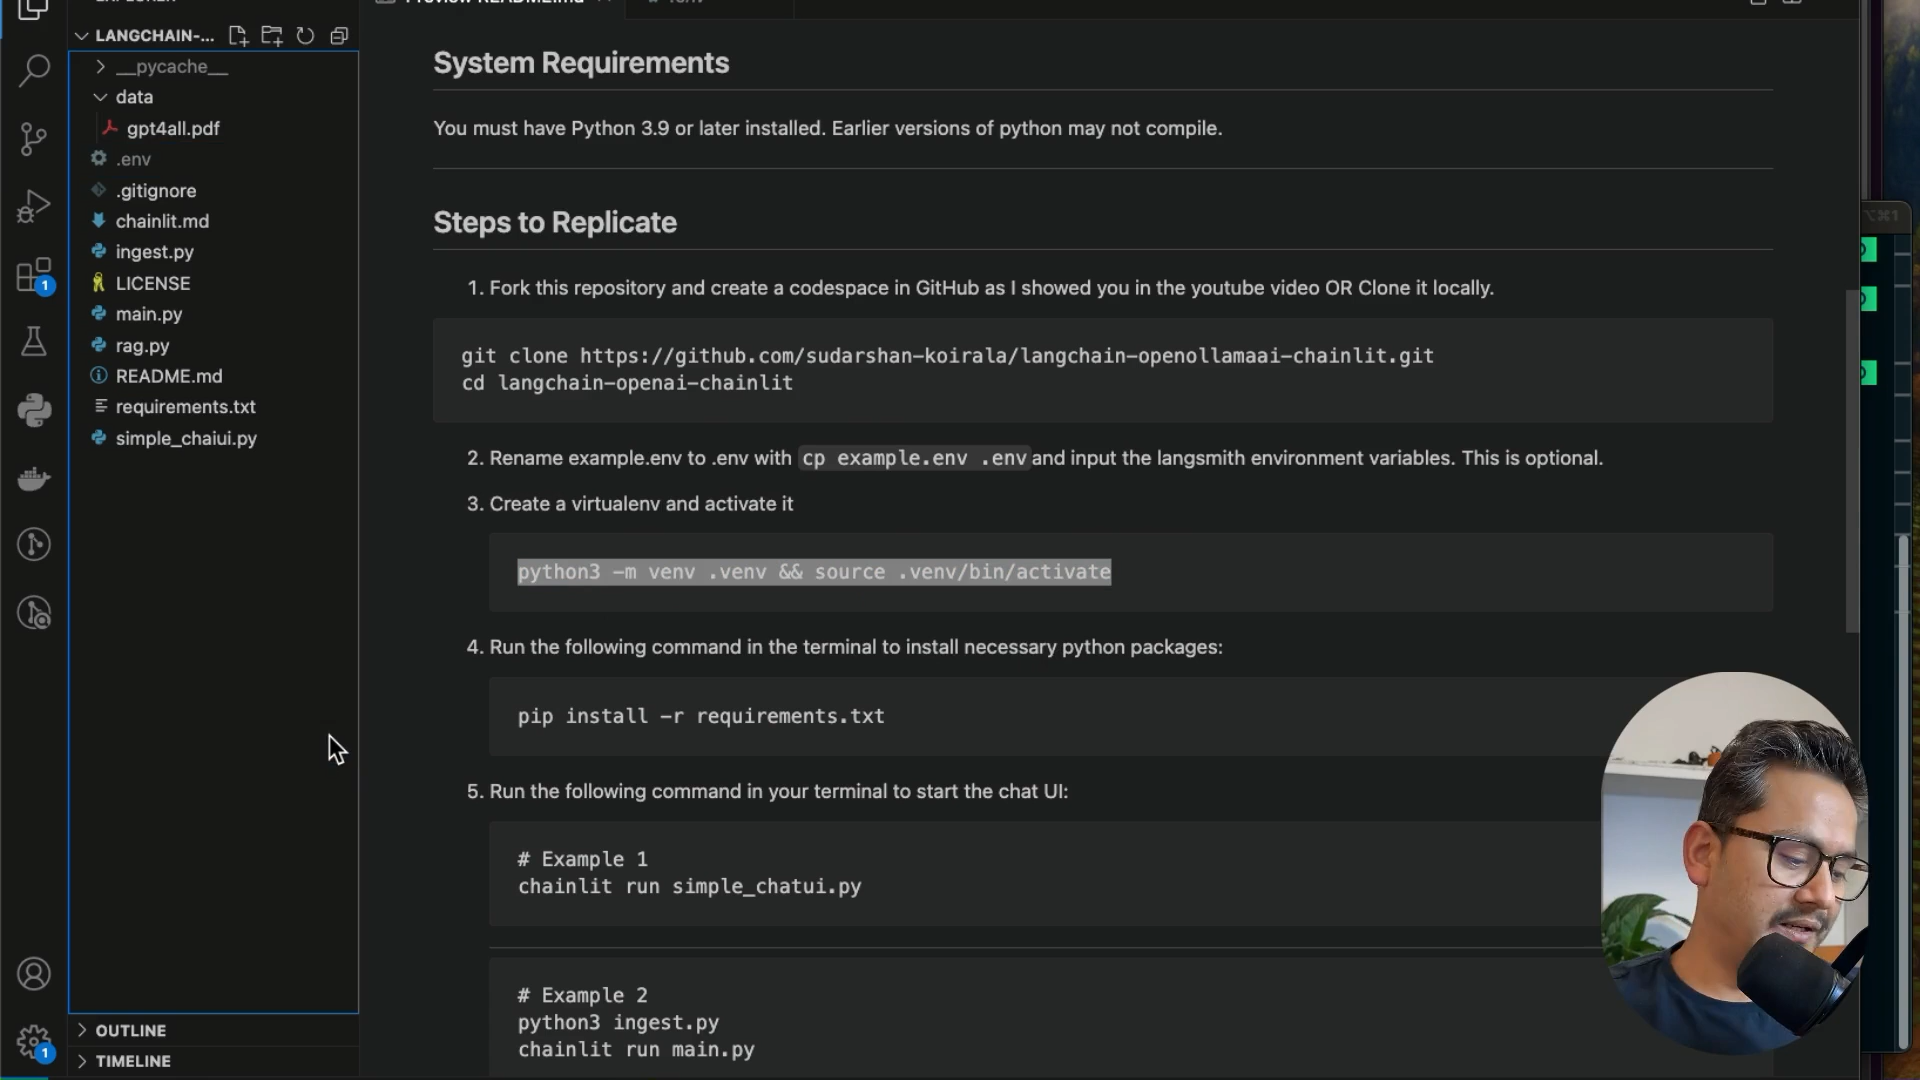 LANGCHAIN-...
__pycache__
data
gpt4all.pdf
.env
.gitignore
chainlit.md
ingest.py
LICENSE
main.py
rag.py
README.md
requirements.txt
simple_chaiui.py
OUTLINE
TIMELINE
1
1
System Requirements
You must have Python 3.9 or later installed. Earlier versions of python may not compile.
Steps to Replicate
1. Fork this repository and create a codespace in GitHub as I showed you in the youtube video OR Clone it locally.
git clone https://github.com/sudarshan-koirala/langchain-openollamaai-chainlit.git
cd langchain-openai-chainlit
2. Rename example.env to .env with cp example.env .env and input the langsmith environment variables. This is optional.
3. Create a virtualenv and activate it
python3 -m venv .venv && source .venv/bin/activate
4. Run the following command in the terminal to install necessary python packages:
pip install -r requirements.txt
5. Run the following command in your terminal to start the chat UI:
# Example 1
chainlit run simple_chatui.py
# Example 2
python3 ingest.py
chainlit run main.py
⌥⌘1